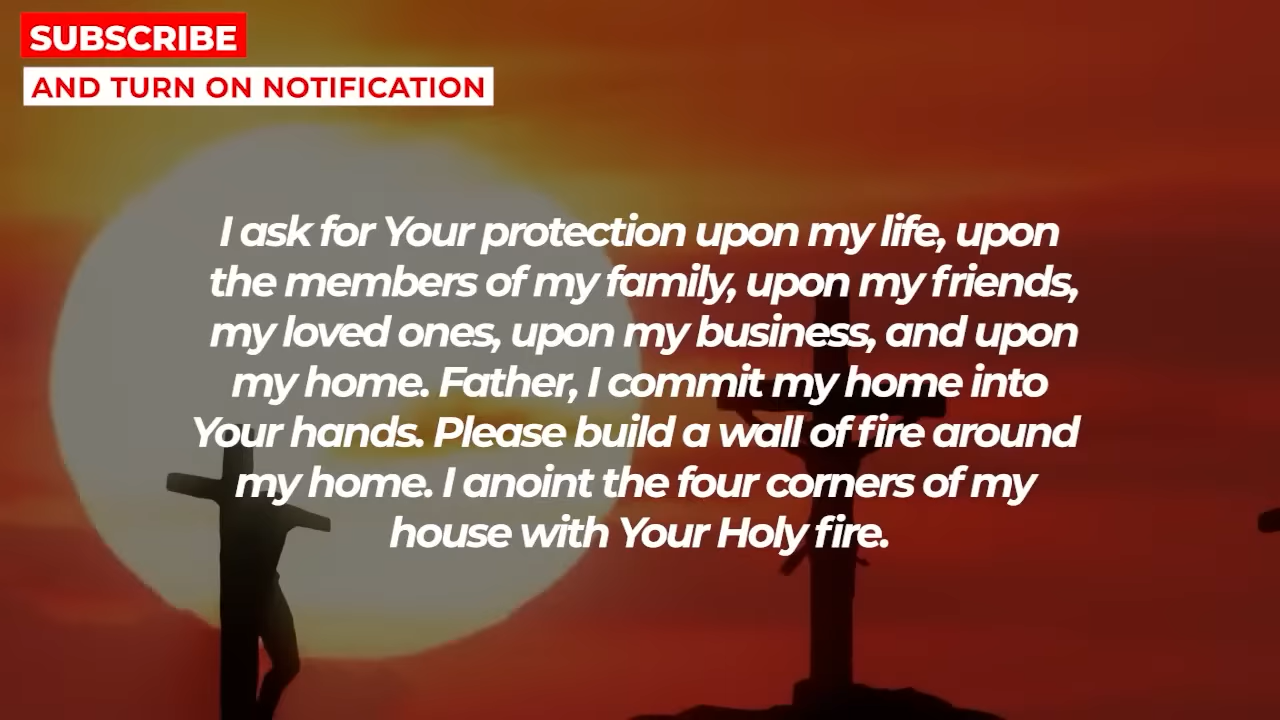 SUBSCRIBE
AND TURN ON NOTIFICATION
I ask for Your protection upon my life, upon
the members of my family, upon my friends,
my loved ones, upon my business, and upon
my home. Father, I commit my home into
Your hands. Please build a wall of fire around
my home. I anoint the four corners of my
house with Your Holy fire.